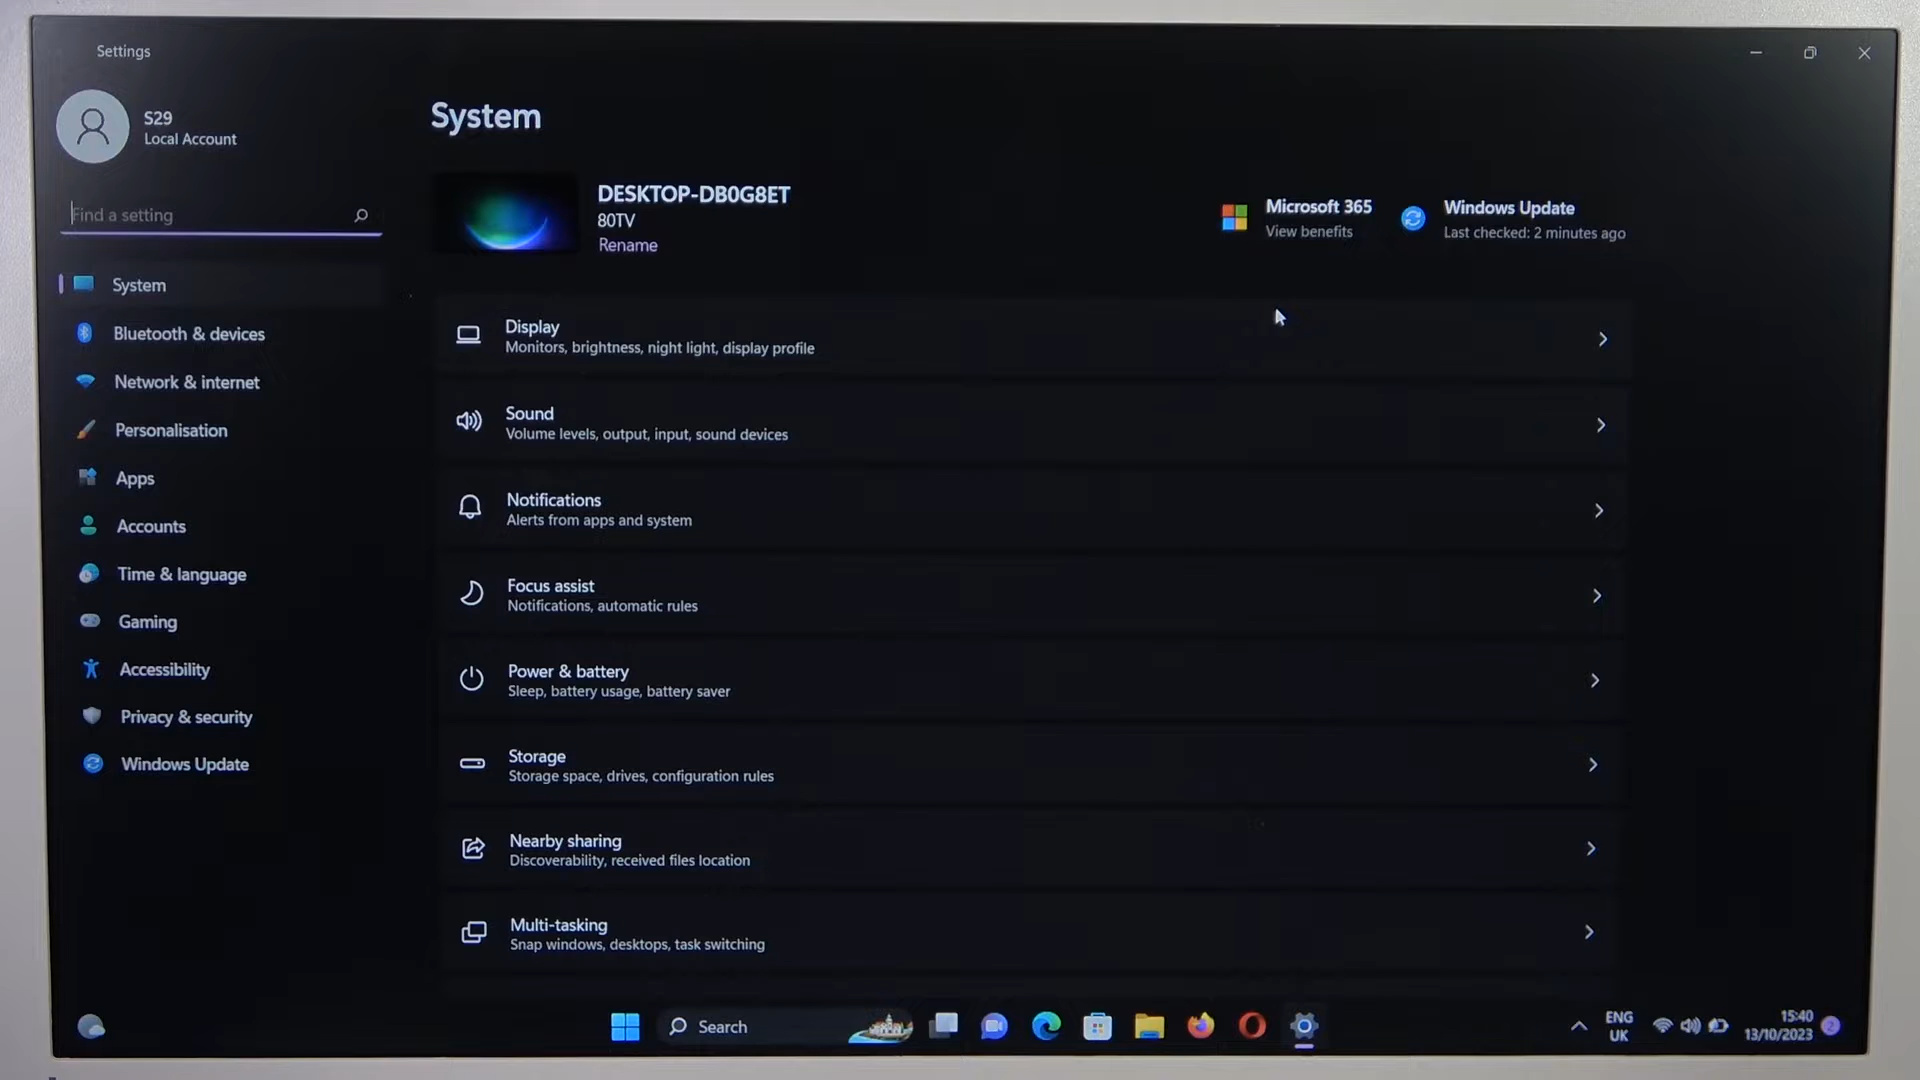 Settings
S29
Local Account
Find a setting
System
Bluetooth & devices
Network & internet
Personalisation
Apps
Accounts
Time & language
Gaming
Accessibility
Privacy & security
Windows Update
System
DESKTOP-DB0G8ET
80TV
Rename
Microsoft 365
View benefits
Windows Update
Last checked: 2 minutes ago
Display
Monitors, brightness, night light, display profile
Sound
Volume levels, output, input, sound devices
Notifications
Alerts from apps and system
Focus assist
Notifications, automatic rules
Power & battery
Sleep, battery usage, battery saver
Storage
Storage space, drives, configuration rules
Nearby sharing
Discoverability, received files location
Multi-tasking
Snap windows, desktops, task switching
Search
ENG
UK
15:40
13/10/2023
2